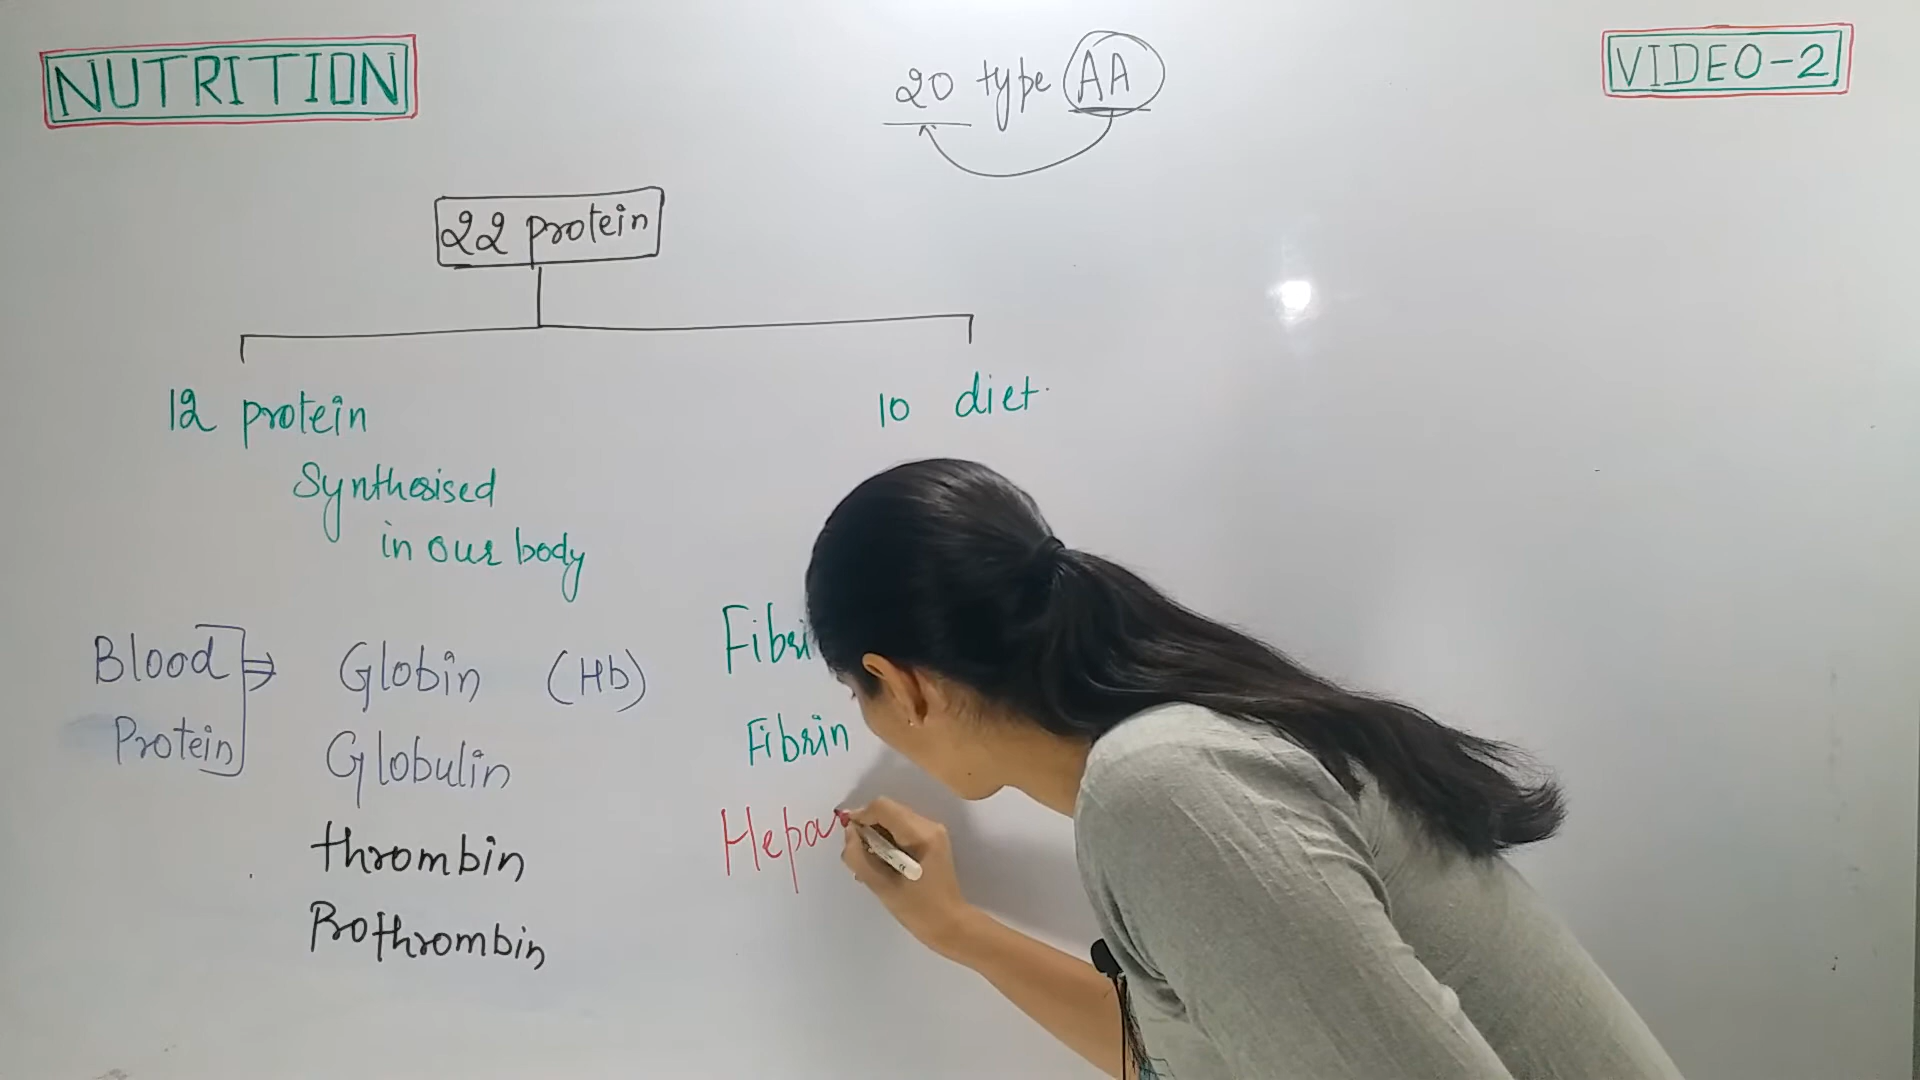 NUTRITION
20 type AA
VIDEO-2
22 protein
12 protein
Synthesised
in our body
10 diet
Blood
Protein
Globin (Hb)
Globulin
thrombin
Prothrombin
Fibri
Fibrin
Hepa